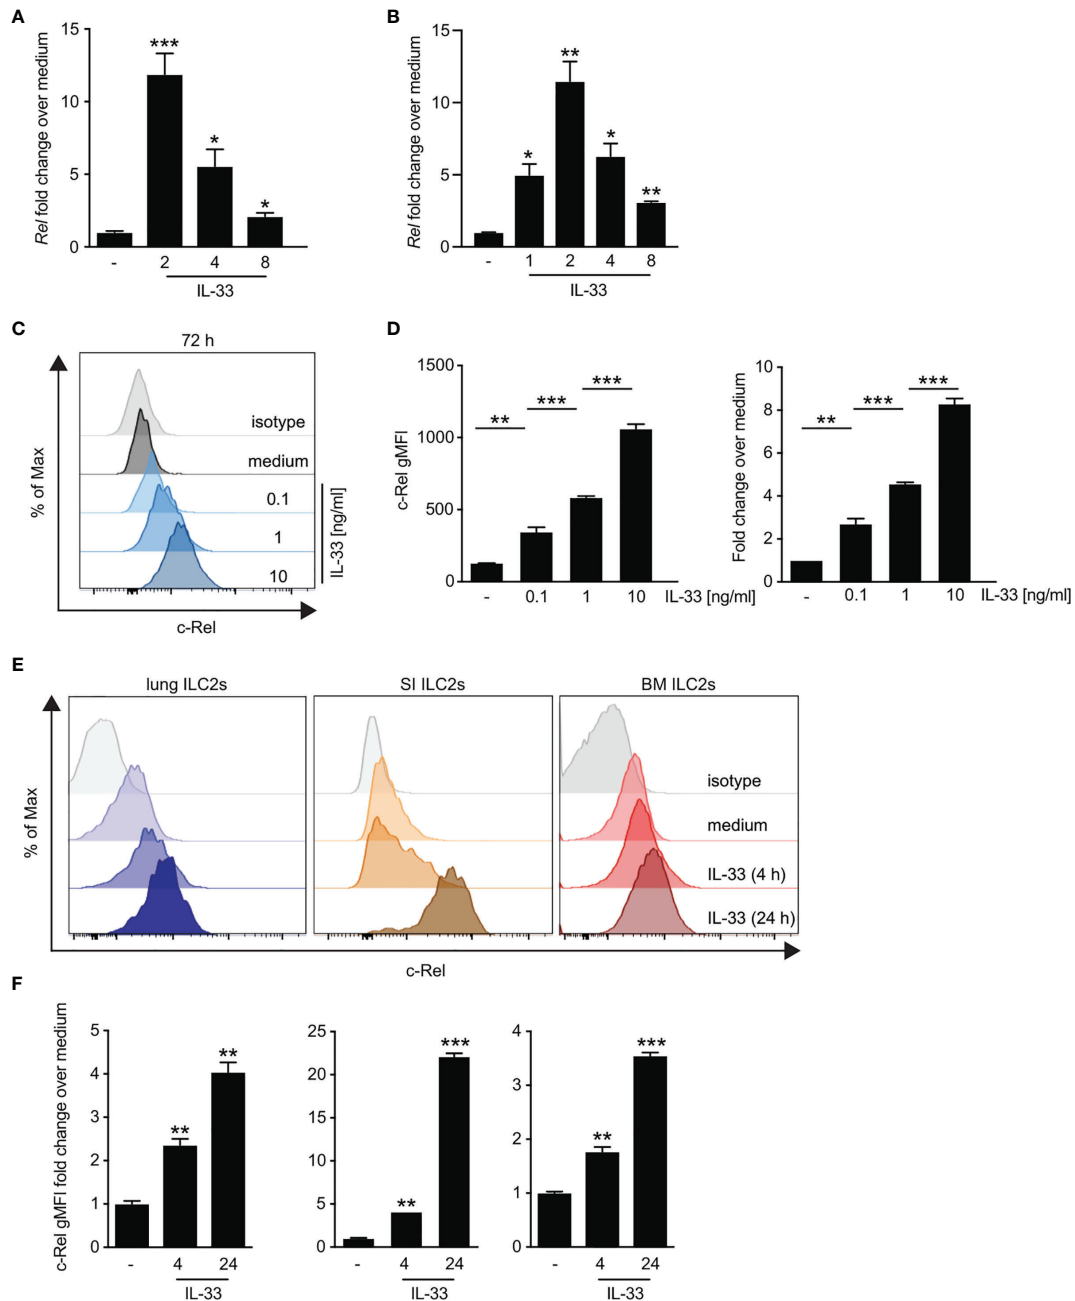 A
Rel fold change over medium
15
10
5
0
***
*
*
-
2
4
8
IL-33
B
Rel fold change over medium
15
10
5
0
*
**
*
**
-
1
2
4
8
IL-33
C
72 h
% of Max
isotype
medium
0.1
1
10
IL-33 [ng/ml]
c-Rel
D
c-Rel gMFI
1500
1000
500
0
**
***
***
-
0.1
1
10
IL-33 [ng/ml]
Fold change over medium
10
8
6
4
2
0
**
***
***
-
0.1
1
10
IL-33 [ng/ml]
E
lung ILC2s
SI ILC2s
BM ILC2s
% of Max
isotype
medium
IL-33 (4 h)
IL-33 (24 h)
c-Rel
F
c-Rel gMFI fold change over medium
5
4
3
2
1
0
**
**
-
4
24
IL-33
25
20
15
10
5
0
**
***
-
4
24
IL-33
4
3
2
1
0
**
***
-
4
24
IL-33